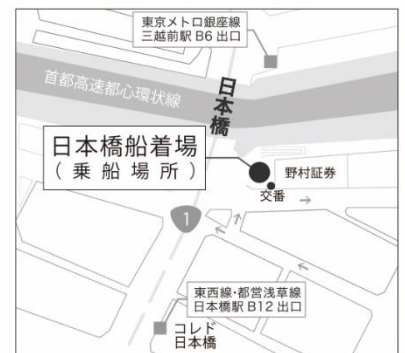 東京メトロ銀座線
三越前駅 B6 出口
首都高速都心環状線
日本橋
日本橋船着場
（乗船場所）
野村証券
交番
1
東西線・都営浅草線
日本橋駅 B12 出口
コレド
日本橋